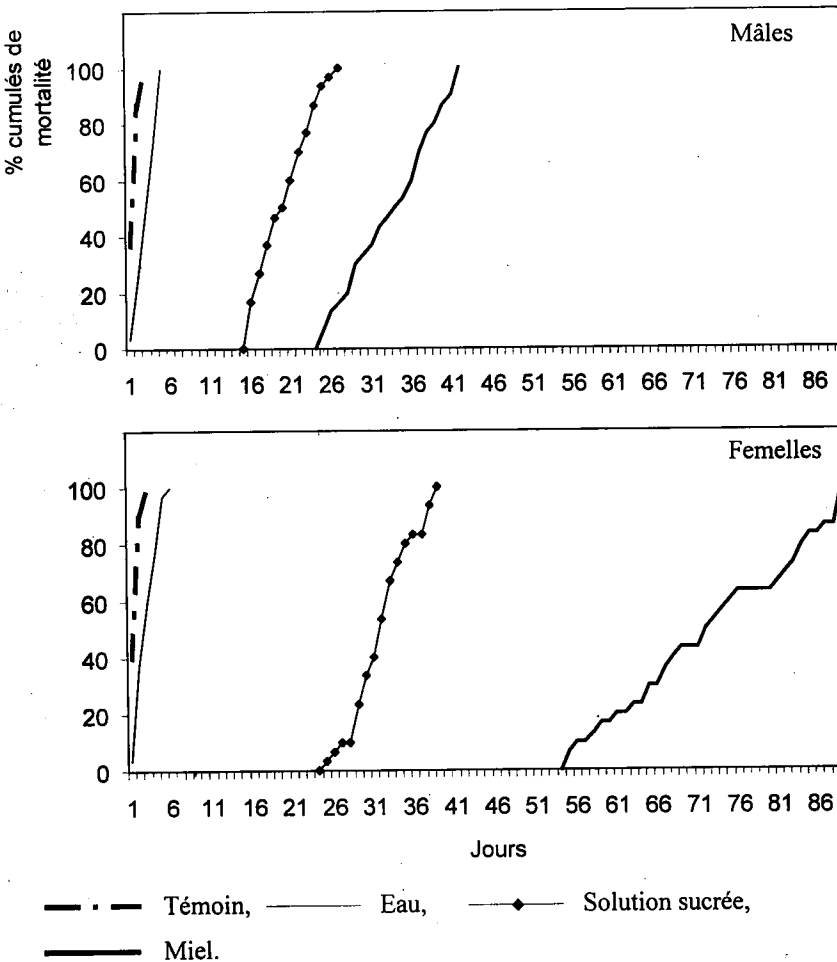 % cumulés de
mortalité
Mâles
100
80
60
40
20
0
1 6 11 16 21 26 31 36 41 46 51 56 61 66 71 76 81 86
Femelles
100
80
60
40
20
0
1 6 11 16 21 26 31 36 41 46 51 56 61 66 71 76 81 86
Jours
Témoin, Eau, Solution sucrée,
Miel.